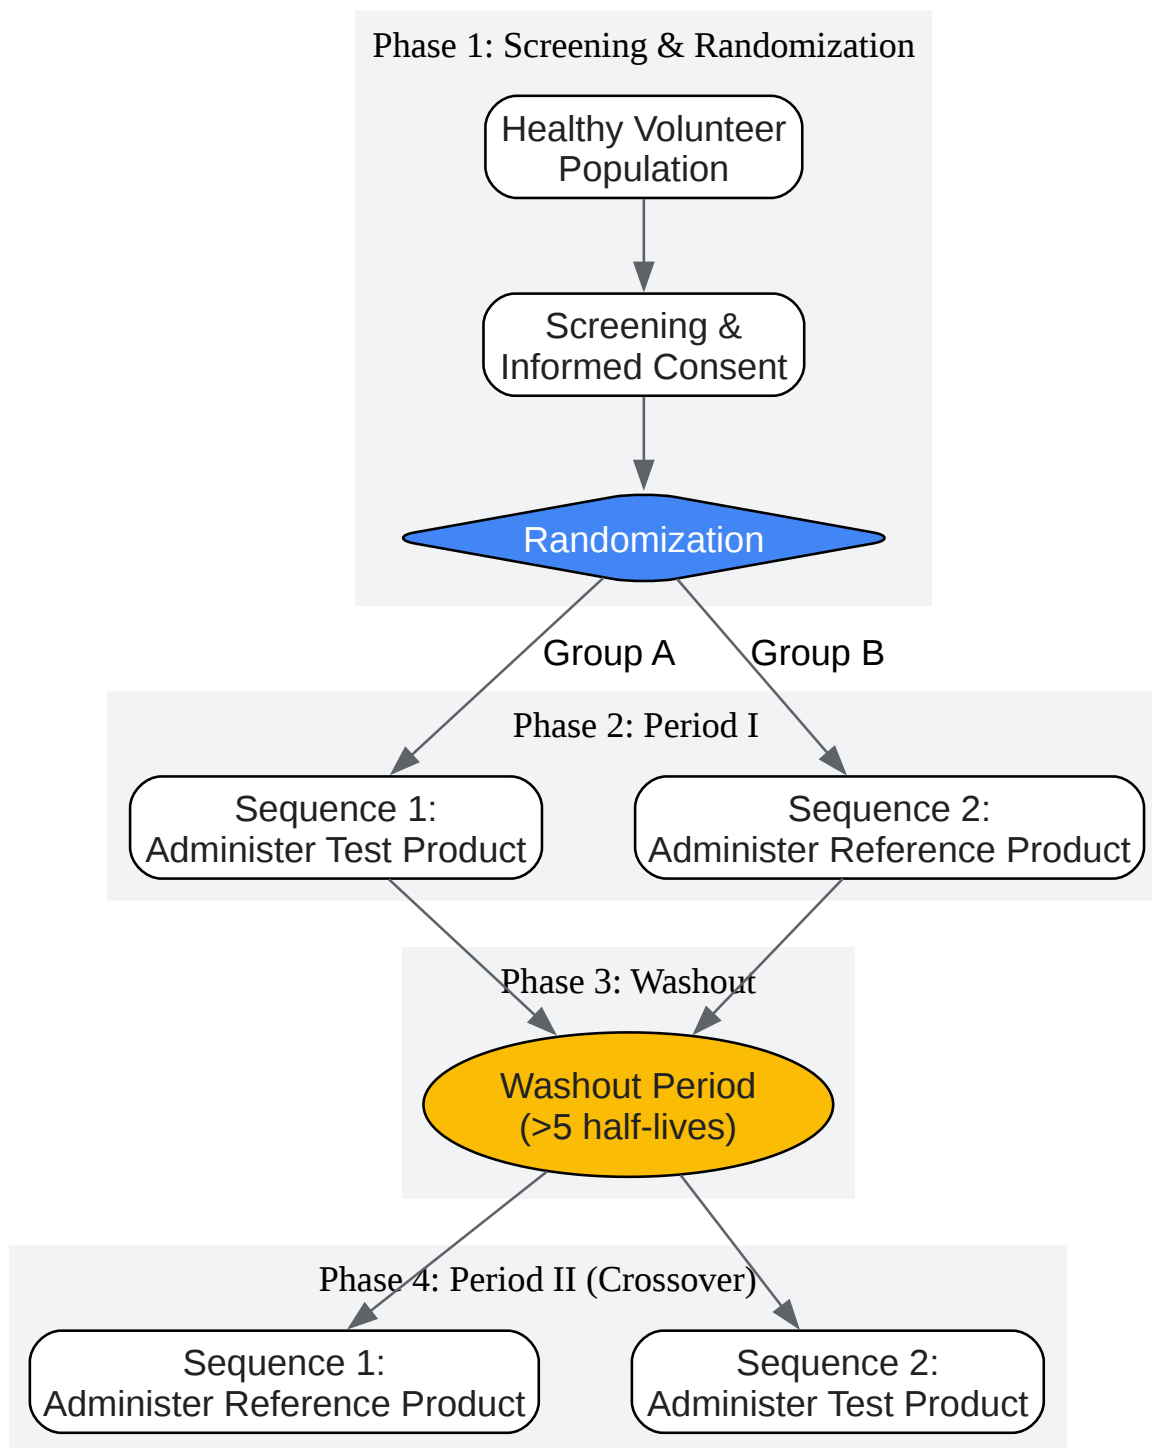 Phase 1: Screening & Randomization
Healthy Volunteer
Population
Screening &
Informed Consent
Randomization
Group A
Group B
Phase 2: Period I
Sequence 1:
Administer Test Product
Sequence 2:
Administer Reference Product
Phase 3: Washout
Washout Period
(>5 half-lives)
Phase 4: Period II (Crossover)
Sequence 1:
Administer Reference Product
Sequence 2:
Administer Test Product